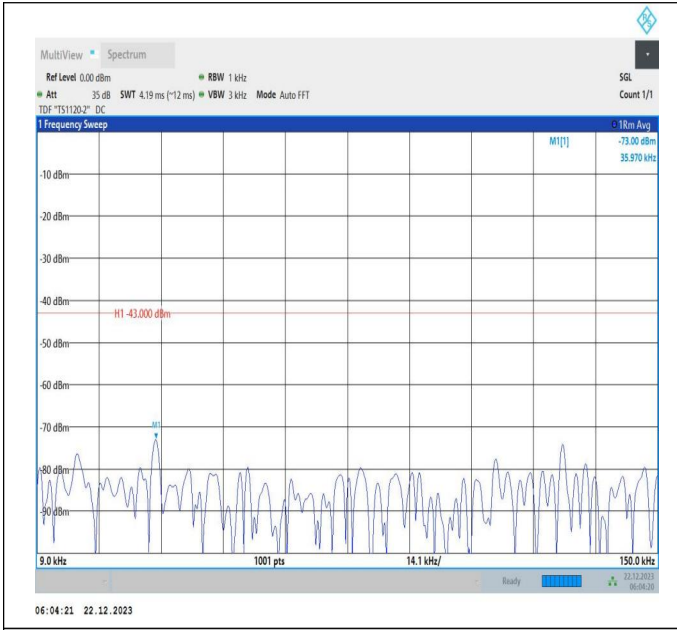 R&S
MultiView Spectrum
Ref Level 0.00 dBm RBW 1 kHz SGL
Att 35 dB SWT 4.19 ms (~12 ms) VBW 3 kHz Mode Auto FFT Count 1/1
TDF "TS1120-2" DC
1 Frequency Sweep 1Rm Avg
M1[1] -73.00 dBm
35.970 kHz
-10 dBm
-20 dBm
-30 dBm
-40 dBm
H1 -43.000 dBm
-50 dBm
-60 dBm
-70 dBm
M1
-80 dBm
-90 dBm
9.0 kHz 1001 pts 14.1 kHz/ 150.0 kHz
Ready 22.12.2023
06:04:20
06:04:21 22.12.2023